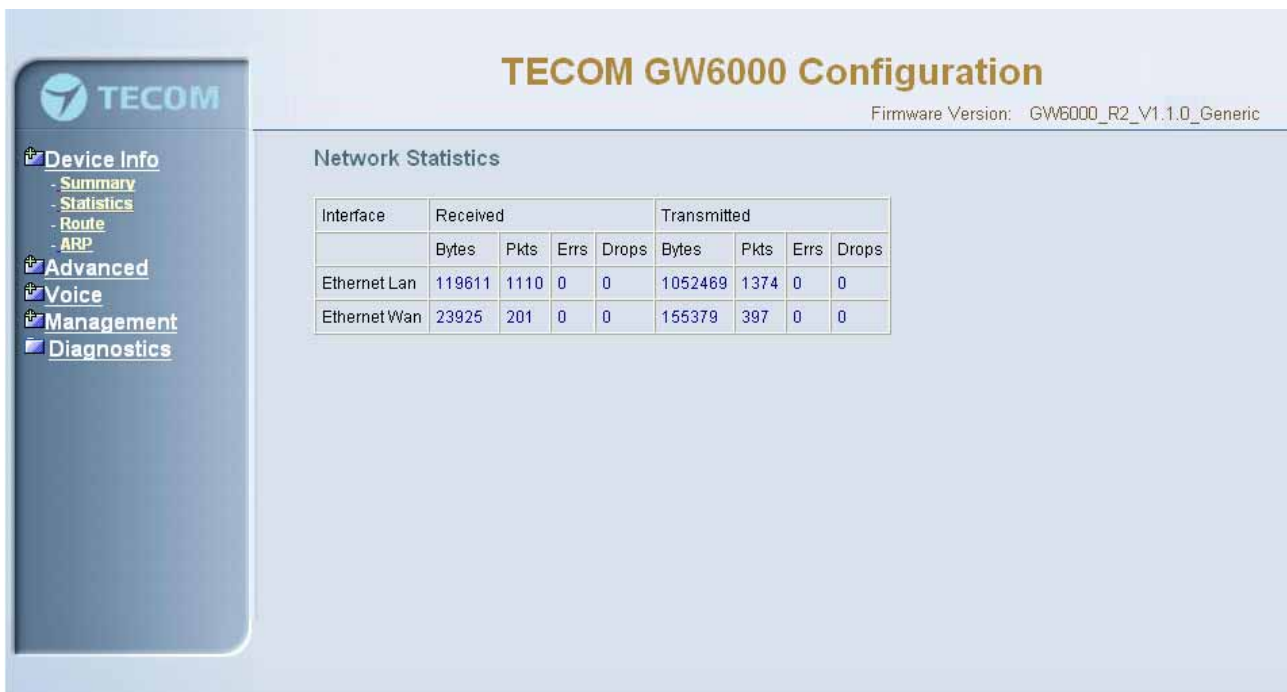 TECOM
TECOM GW6000 Configuration
Firmware Version: GW6000_R2_V1.1.0_Generic
Device Info
- Summary
- Statistics
- Route
- ARP
Advanced
Voice
Management
Diagnostics
Network Statistics
Interface Received Transmitted
Bytes Pkts Errs Drops Bytes Pkts Errs Drops
Ethernet Lan 119611 1110 0 0 1052469 1374 0 0
Ethernet Wan 23925 201 0 0 155379 397 0 0